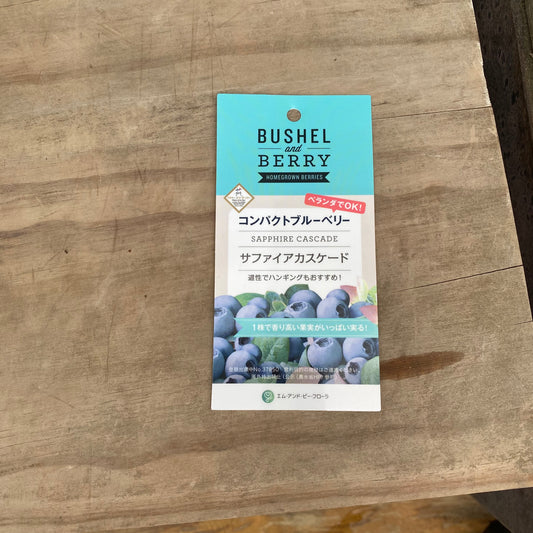 BUSHEL
and
BERRY
HOMEGROWN BERRIES
ベランダでOK!
コンパクトブルーベリー
SAPPHIRE CASCADE
サファイアカスケード
這性でハンギングもおすすめ!
1株で香り高い果実がいっぱい実る!
エム・アンド・ビー・フローラ